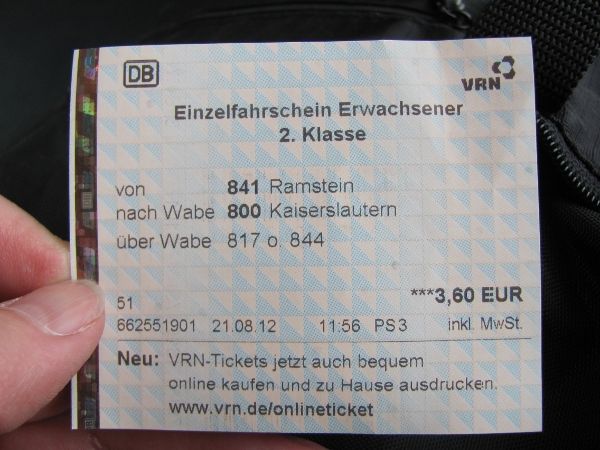 DB
VRN
Einzelfahrschein Erwachsener
2. Klasse
von 841 Ramstein
nach Wabe 800 Kaiserslautern
über Wabe 817 o. 844
51 ***3,60 EUR
662551901 21.08.12 11:56 PS3 inkl. MwSt.
Neu: VRN-Tickets jetzt auch bequem
online kaufen und zu Hause ausdrucken.
www.vrn.de/onlineticket